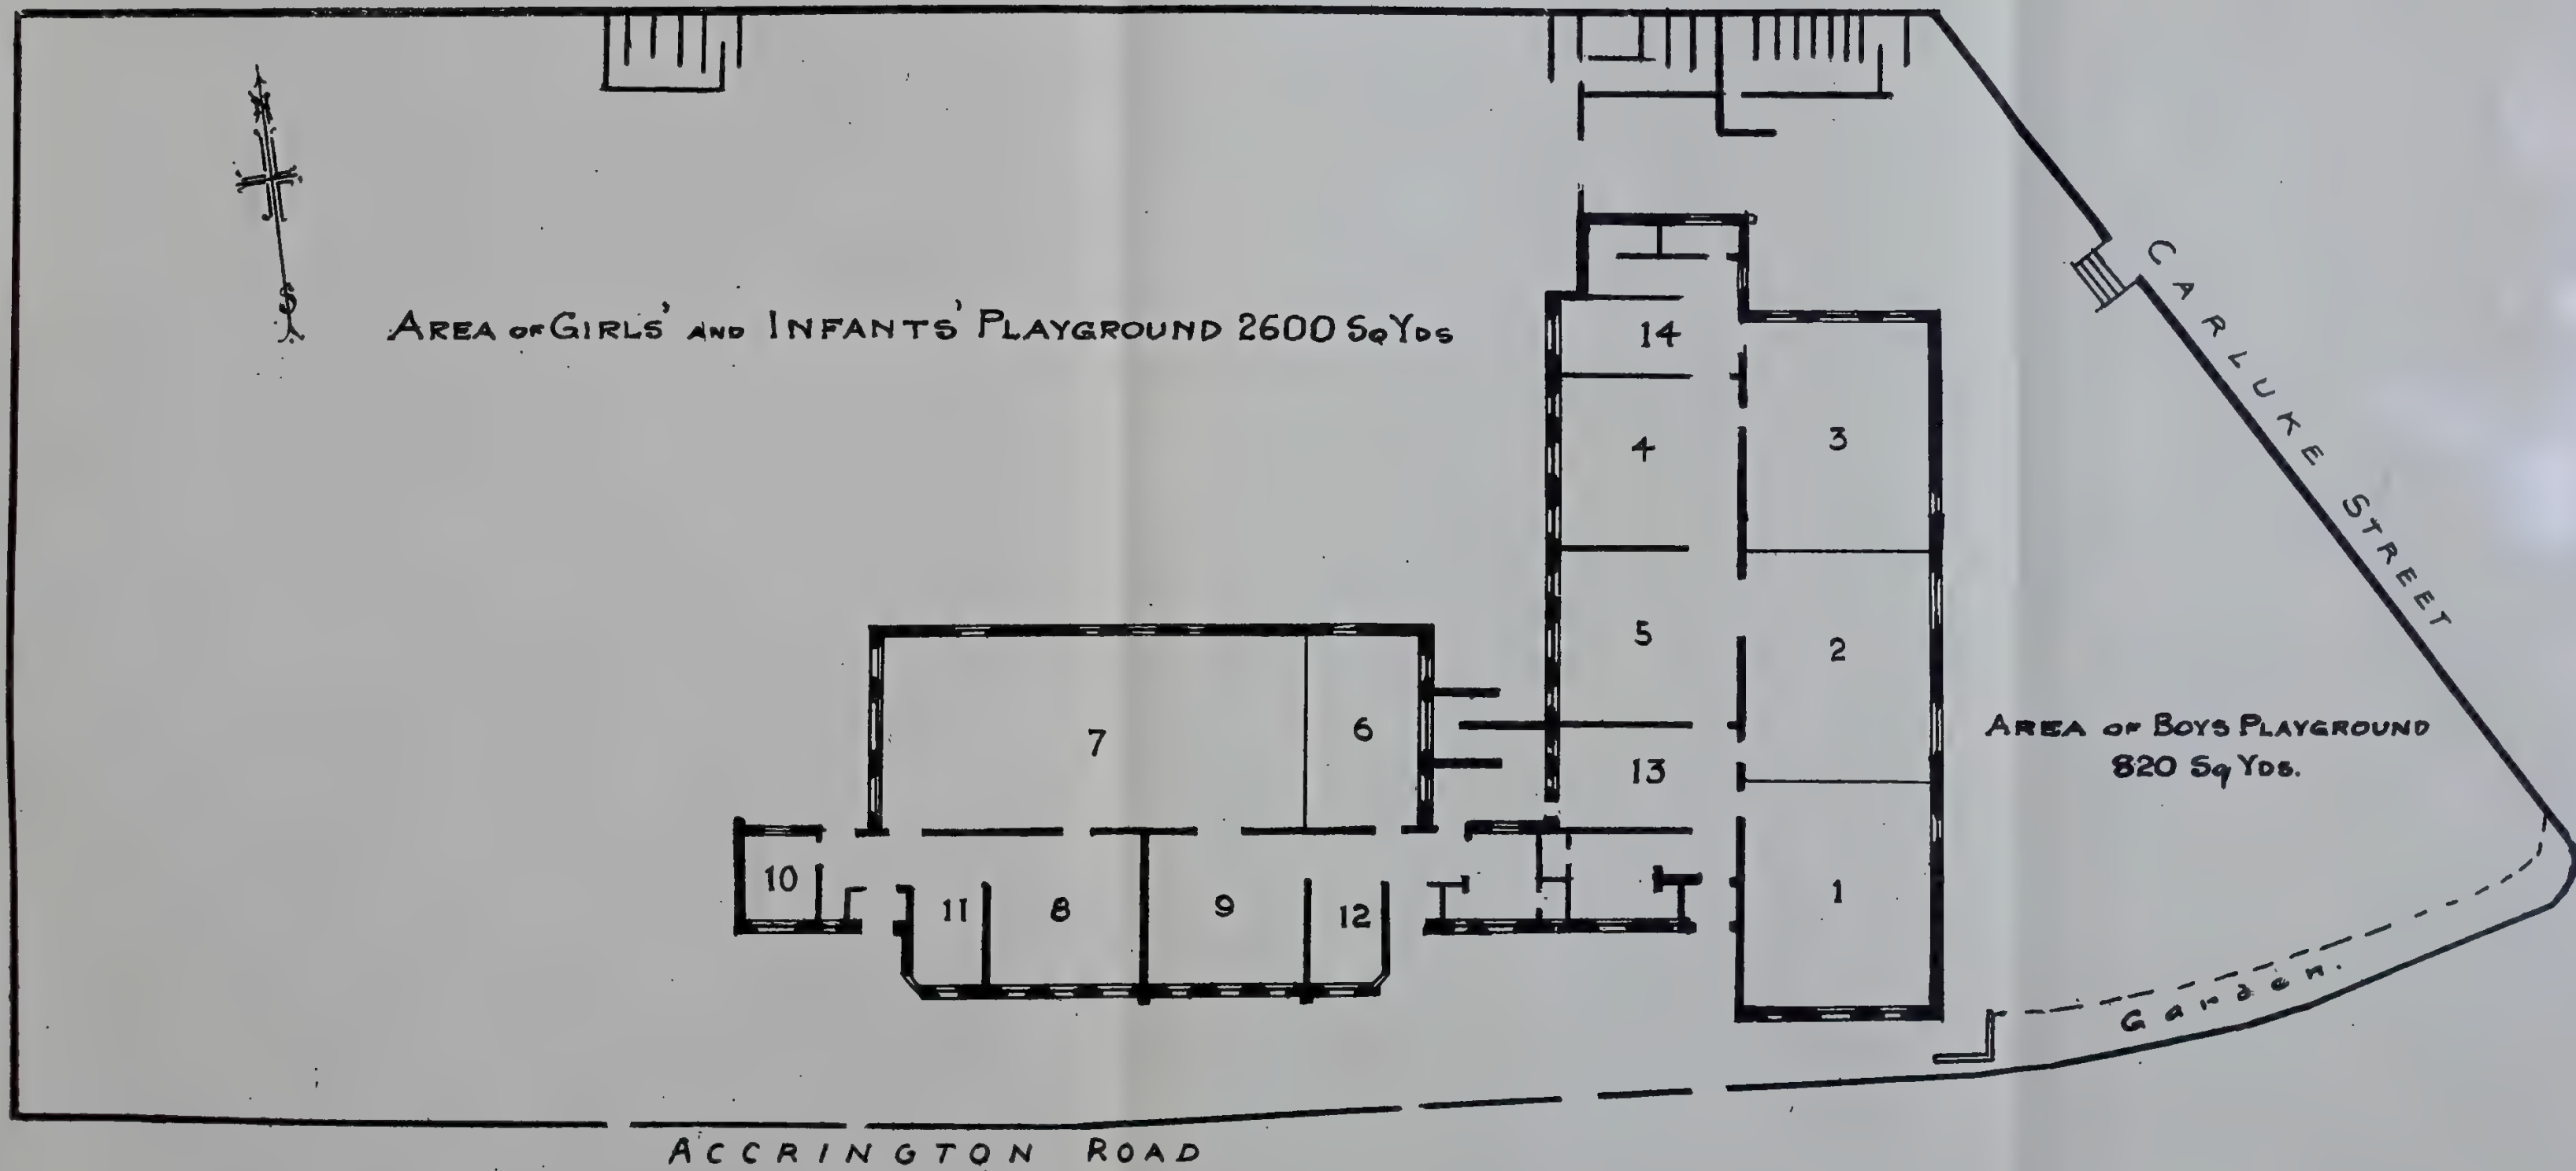 N
S
AREA OF GIRLS' AND INFANTS' PLAYGROUND 2600 SQ YDS
CARLUKE STREET
14
4
3
5
2
7
6
13
AREA OF BOYS PLAYGROUND
820 Sq YDS.
10
11
8
9
12
1
Garden.
ACCRINGTON ROAD